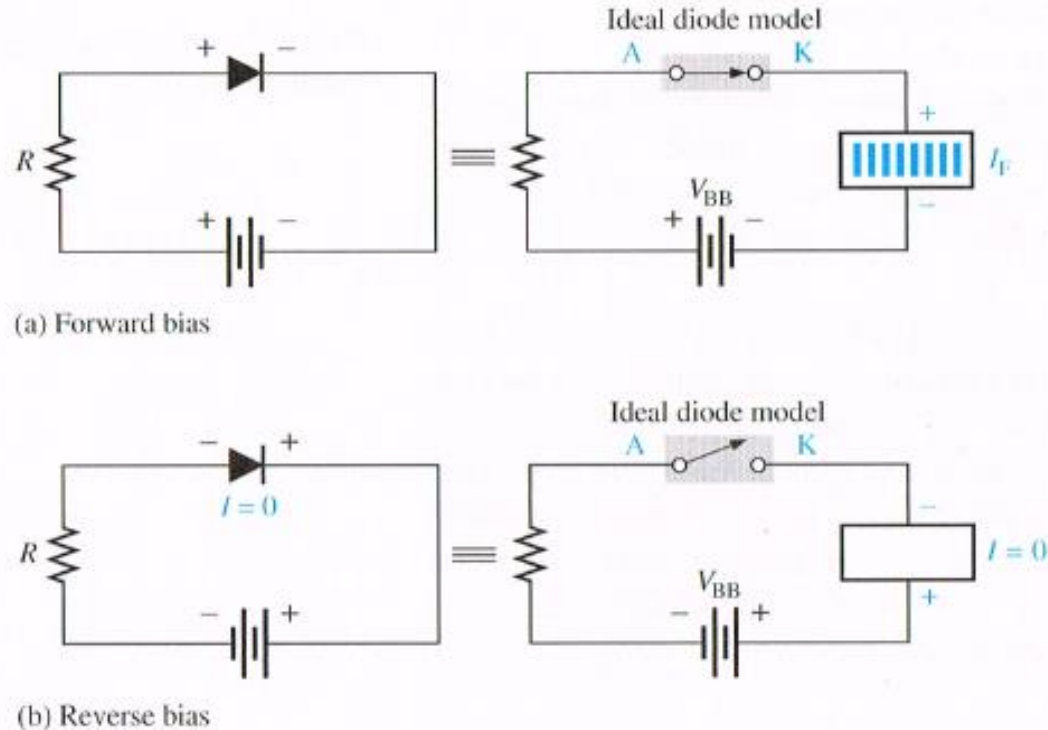 Ideal diode model
+ − A K
R + I_F
+ − V_BB
+ − −
(a) Forward bias
Ideal diode model
− + A K
I = 0 −
R I = 0
− + V_BB
− + +
(b) Reverse bias